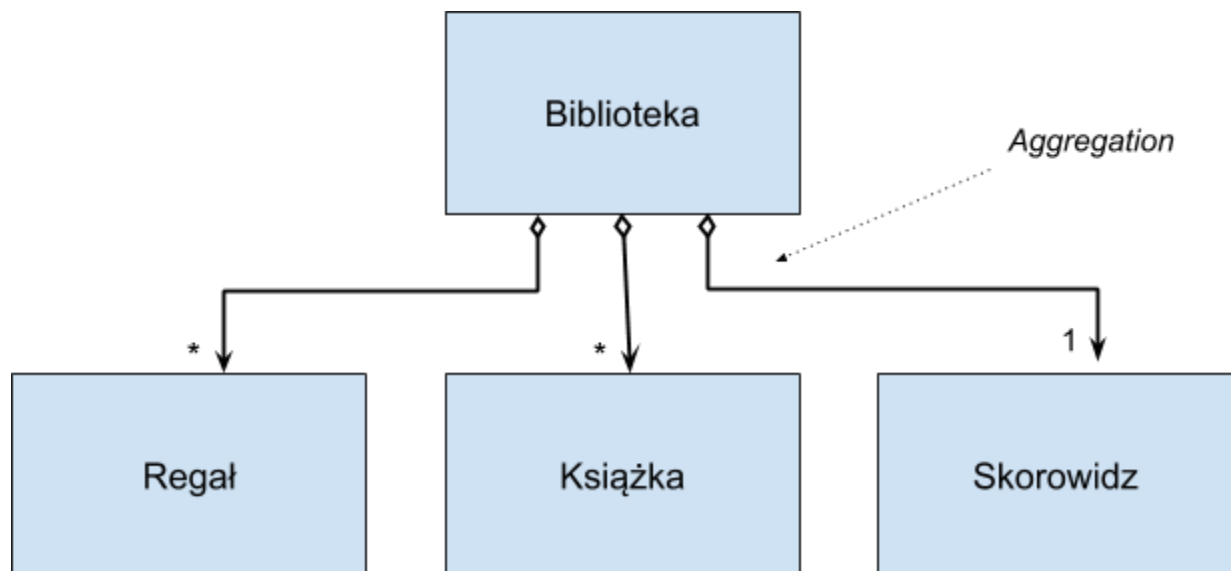 Biblioteka
Aggregation
*
*
1
Regał
Książka
Skorowidz